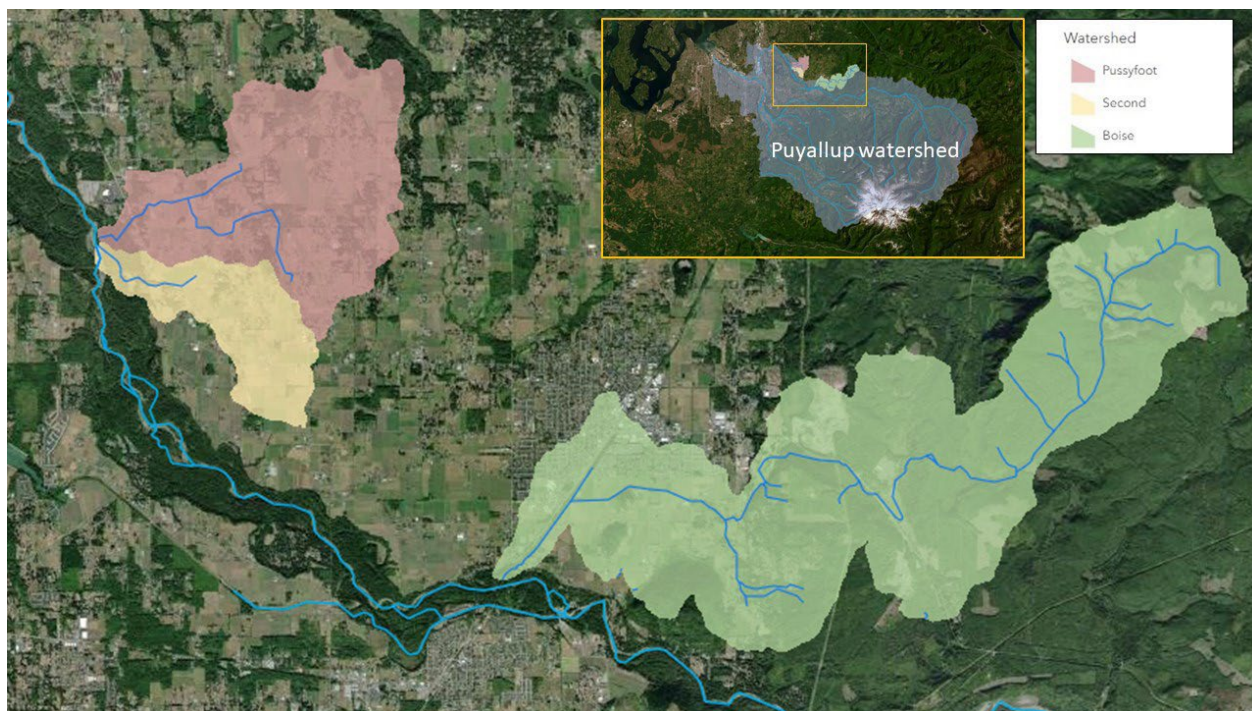 Puyallup watershed
Watershed
Pussyfoot
Second
Boise